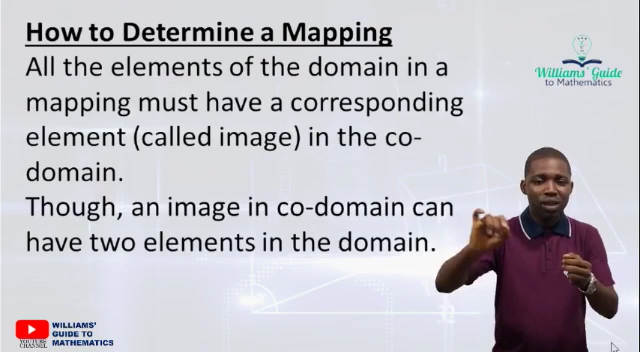 How to Determine a Mapping
All the elements of the domain in a
mapping must have a corresponding
element (called image) in the co-
domain.
Though, an image in co-domain can
have two elements in the domain.
Williams' Guide
to Mathematics
YOUTUBE
CHANNEL
WILLIAMS'
GUIDE TO
MATHEMATICS